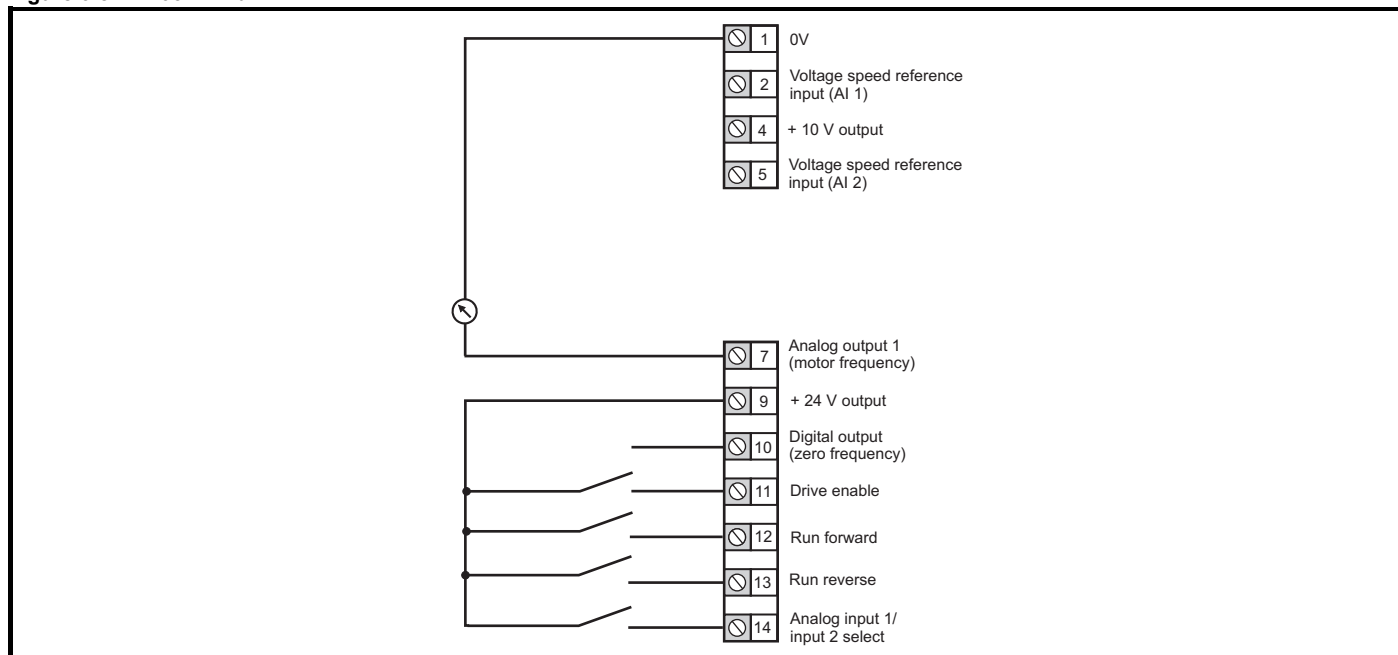 1 0V
2 Voltage speed reference
input (AI 1)
4 + 10 V output
5 Voltage speed reference
input (AI 2)
7 Analog output 1
(motor frequency)
9 + 24 V output
10 Digital output
(zero frequency)
11 Drive enable
12 Run forward
13 Run reverse
14 Analog input 1/
input 2 select